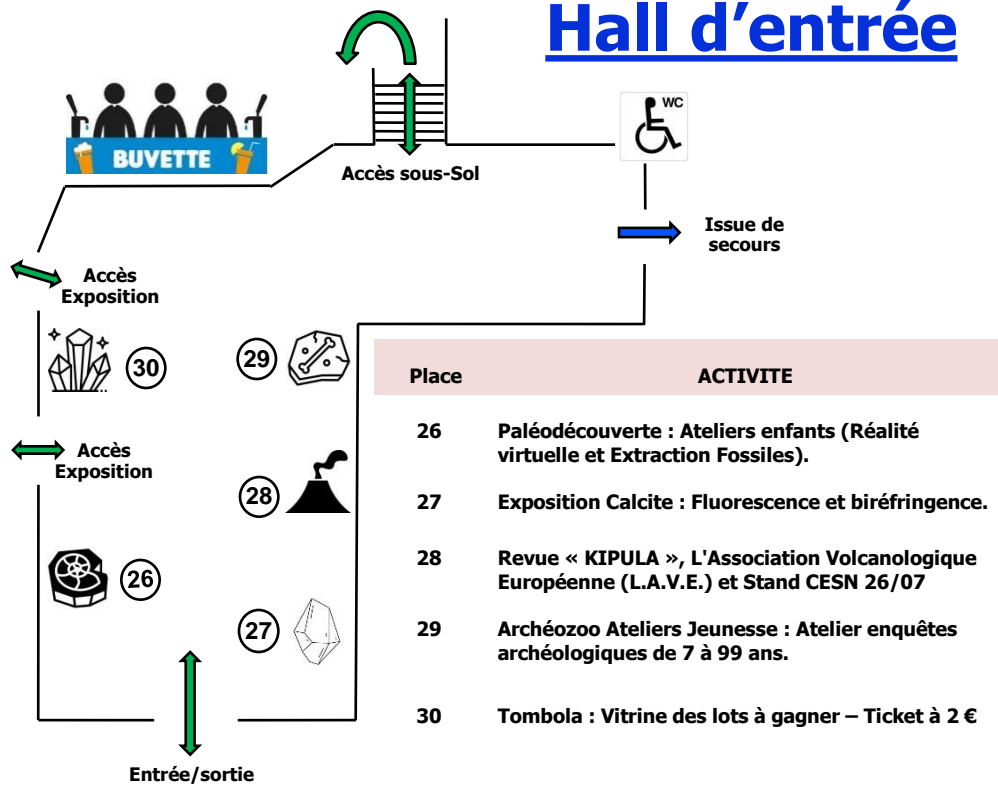 Hall d’entrée
WC
BUVETTE
Accès sous-Sol
Issue de
secours
Accès
Exposition
30
29
Accès
Exposition
28
26
27
Entrée/sortie
Place ACTIVITE
26 Paléodécouverte : Ateliers enfants (Réalité
virtuelle et Extraction Fossiles).
27 Exposition Calcite : Fluorescence et biréfringence.
28 Revue « KIPULA », L'Association Volcanologique
Européenne (L.A.V.E.) et Stand CESN 26/07
29 Archéozoo Ateliers Jeunesse : Atelier enquêtes
archéologiques de 7 à 99 ans.
30 Tombola : Vitrine des lots à gagner – Ticket à 2 €